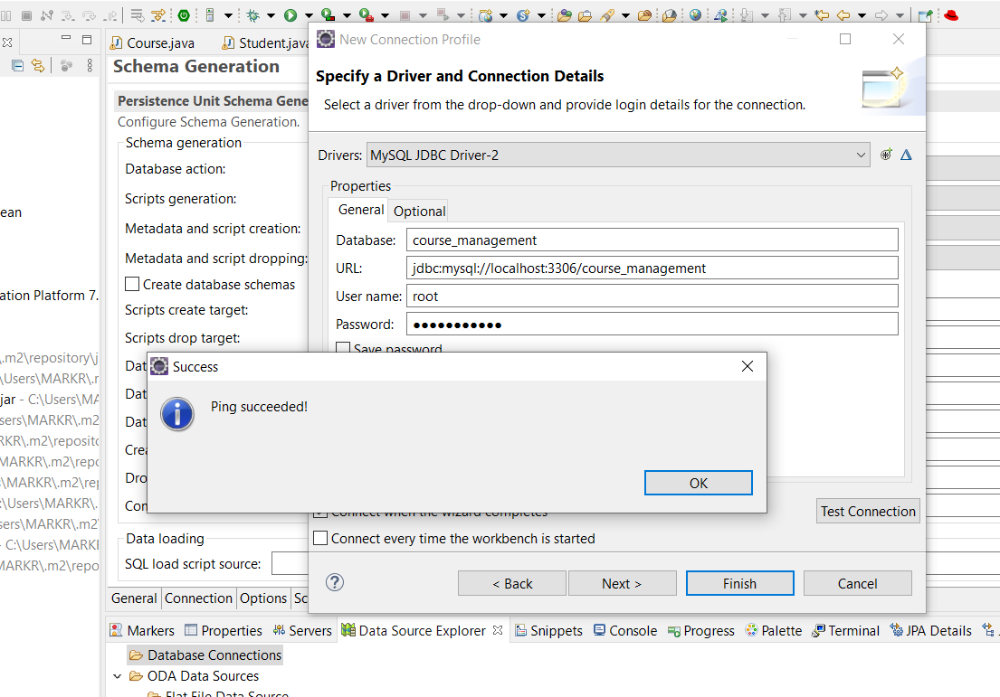 Course.java
Student.java
New Connection Profile
Schema Generation
Specify a Driver and Connection Details
Select a driver from the drop-down and provide login details for the connection.
Persistence Unit Schema Gene
Configure Schema Generation.
Schema generation
Database action:
Scripts generation:
Metadata and script creation:
Metadata and script dropping:
Create database schemas
Scripts create target:
Scripts drop target:
Dat
Dat
Dat
Crea
Dro
Con
Data loading
SQL load script source:
General
Connection
Options
Sc
ean
ation Platform 7.
.m2\repository\j
\Users\MARKR\.m
jar - C:\Users\MA
sers\MARKR\.m2
RKR\.m2\reposito
MARKR\.m2\repo
s\MARKR\.m2\rep
:\Users\MARKR\.
sers\MARKR\.m2\
- C:\Users\MARKI
MARKR\.m2\repo
Drivers:
MySQL JDBC Driver-2
Properties
General
Optional
Database:
course_management
URL:
jdbc:mysql://localhost:3306/course_management
User name:
root
Password:
●●●●●●●●●●●
Save password
Success
Ping succeeded!
OK
Connect when the wizard completes
Test Connection
Connect every time the workbench is started
?
< Back
Next >
Finish
Cancel
Markers
Properties
Servers
Data Source Explorer
Snippets
Console
Progress
Palette
Terminal
JPA Details
Database Connections
ODA Data Sources
Flat File Data Source